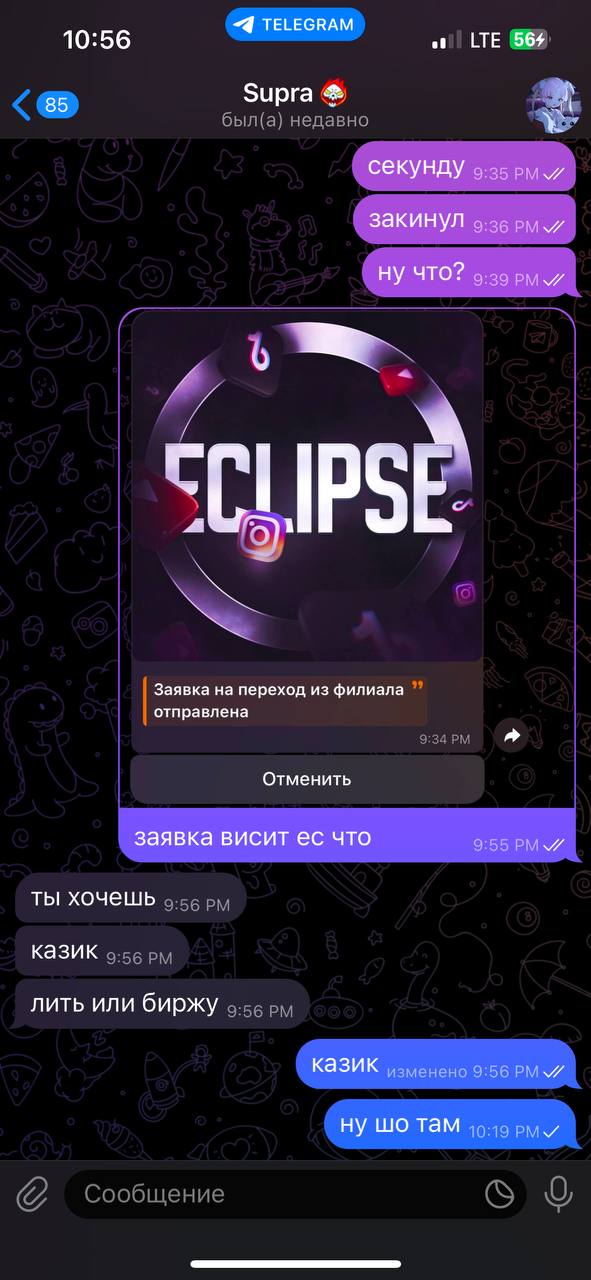 TELEGRAM
10:56
LTE
56
85
Supra
был(а) недавно
секунду 9:35 PM
закинул 9:36 PM
ну что? 9:39 PM
ECLIPSE
Заявка на переход из филиала
отправлена
9:34 PM
Отменить
заявка висит ес что 9:55 PM
ты хочешь 9:56 PM
казик 9:56 PM
лить или биржу 9:56 PM
казик изменено 9:56 PM
ну шо там 10:19 PM
Сообщение